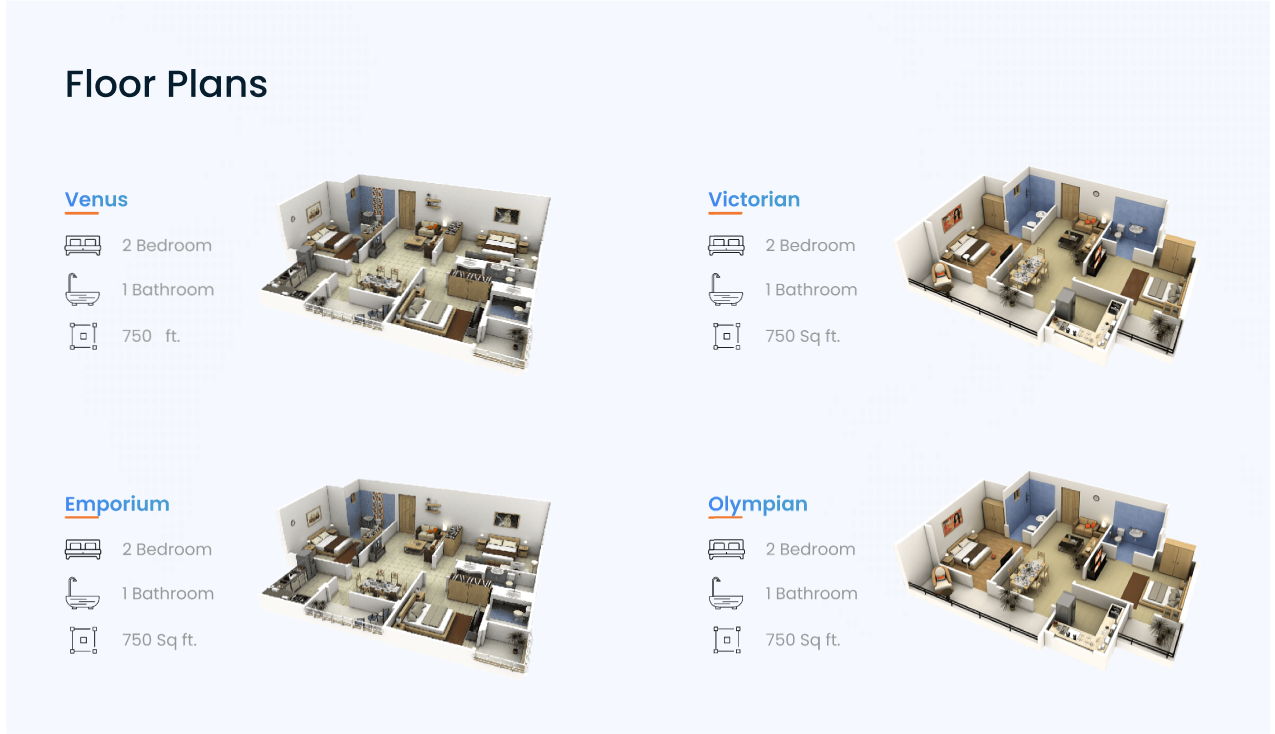 Floor Plans
Venus
2 Bedroom
1 Bathroom
750 ft.
Victorian
2 Bedroom
1 Bathroom
750 Sq ft.
Emporium
2 Bedroom
1 Bathroom
750 Sq ft.
Olympian
2 Bedroom
1 Bathroom
750 Sq ft.